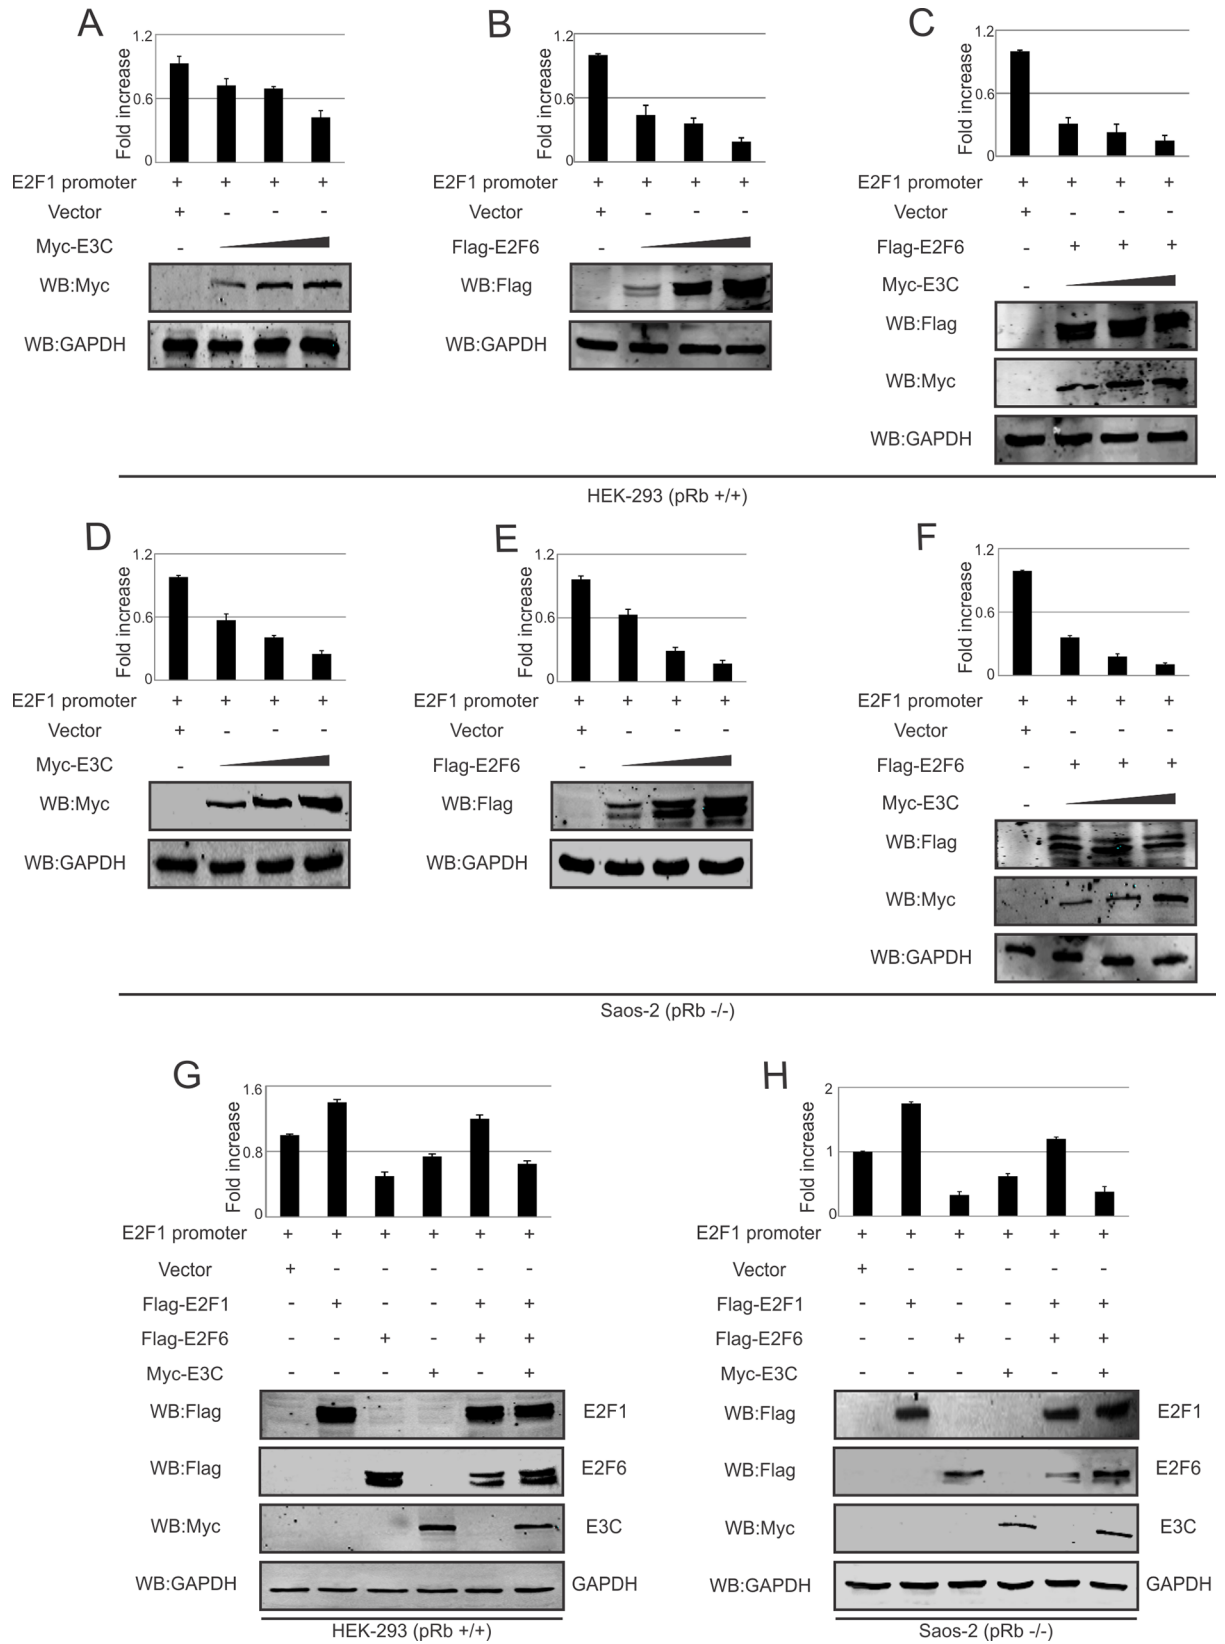 A
B
C
1.2
0.6
0
Fold increase
1.2
0.6
0
Fold increase
1.2
0.6
0
Fold increase
E2F1 promoter + + + +
Vector + - - -
Myc-E3C -
WB:Myc
WB:GAPDH
E2F1 promoter + + + +
Vector + - - -
Flag-E2F6 -
WB:Flag
WB:GAPDH
E2F1 promoter + + + +
Vector + - - -
Flag-E2F6 - + + +
Myc-E3C -
WB:Flag
WB:Myc
WB:GAPDH
HEK-293 (pRb +/+)
D
E
F
1.2
0.6
0
Fold increase
1.2
0.6
0
Fold increase
1.2
0.6
0
Fold increase
E2F1 promoter + + + +
Vector + - - -
Myc-E3C -
WB:Myc
WB:GAPDH
E2F1 promoter + + + +
Vector + - - -
Flag-E2F6 -
WB:Flag
WB:GAPDH
E2F1 promoter + + + +
Vector + - - -
Flag-E2F6 - + + +
Myc-E3C -
WB:Flag
WB:Myc
WB:GAPDH
Saos-2 (pRb -/-)
G
H
1.6
0.8
0
Fold increase
2
1
0
Fold increase
E2F1 promoter + + + + + +
Vector + - - - - -
Flag-E2F1 - + - - + +
Flag-E2F6 - - + - + +
Myc-E3C - - - + - +
WB:Flag E2F1
WB:Flag E2F6
WB:Myc E3C
WB:GAPDH GAPDH
HEK-293 (pRb +/+)
E2F1 promoter + + + + + +
Vector + - - - - -
Flag-E2F1 - + - - + +
Flag-E2F6 - - + - + +
Myc-E3C - - - + - +
WB:Flag E2F1
WB:Flag E2F6
WB:Myc E3C
WB:GAPDH GAPDH
Saos-2 (pRb -/-)